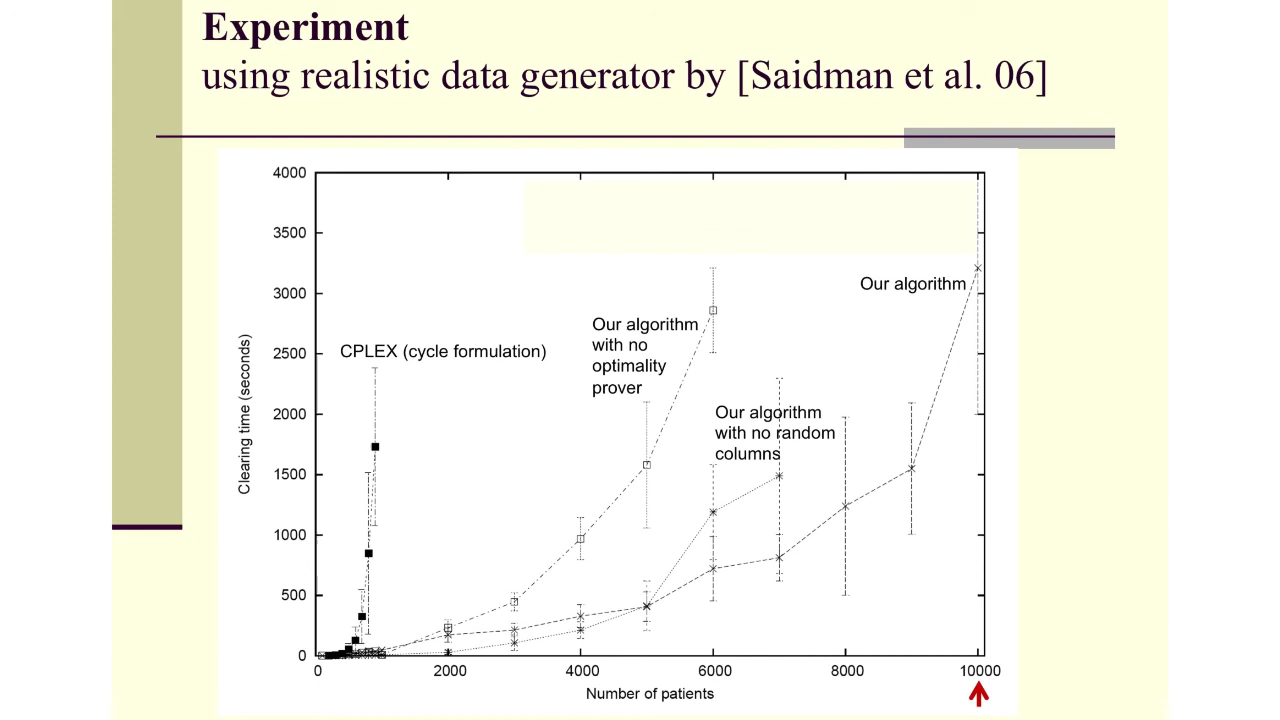 Experiment
using realistic data generator by [Saidman et al. 06]
4000
3500
3000
2500
2000
1500
1000
500
0
Clearing time (seconds)
CPLEX (cycle formulation)
Our algorithm
with no
optimality
prover
Our algorithm
with no random
columns
Our algorithm
0 2000 4000 6000 8000 10000
Number of patients